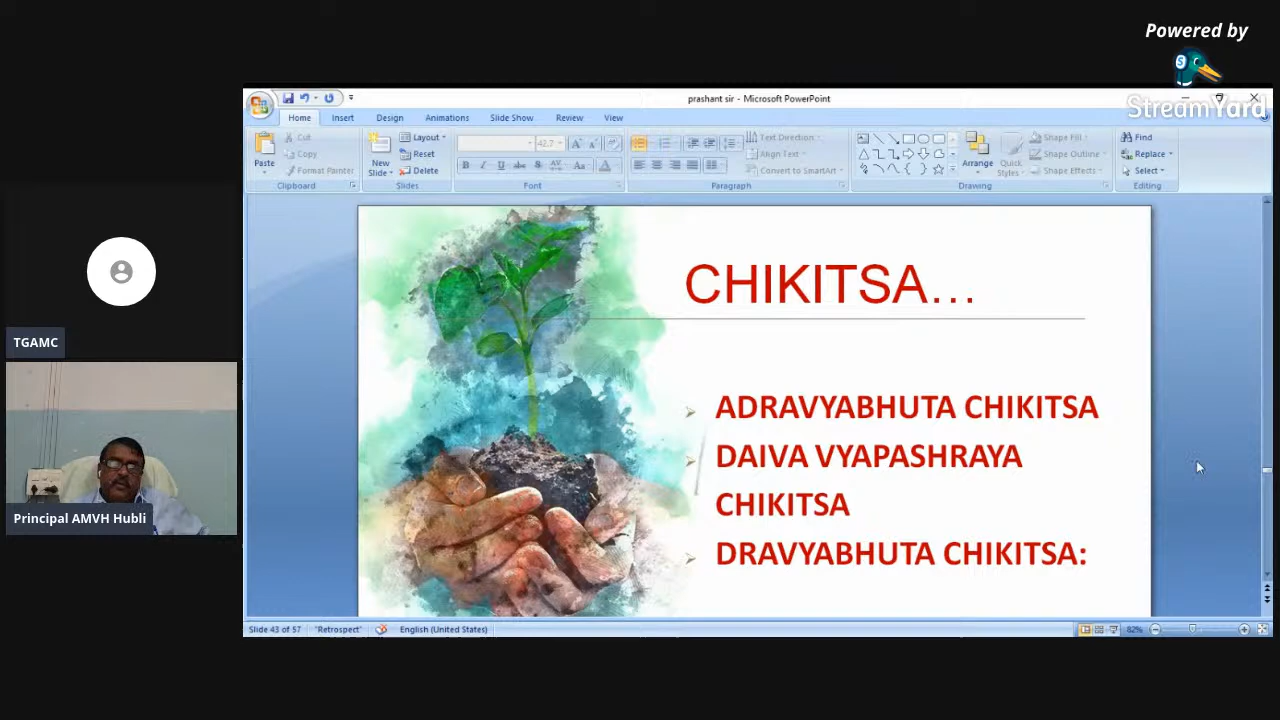 Powered by
StreamYard
prashant sir - Microsoft PowerPoint
Home Insert Design Animations Slide Show Review View
Paste
Cut
Copy
Format Painter
Clipboard
New
Slide
Layout
Reset
Delete
Slides
42.7
Font
Text Direction
Align Text
Convert to SmartArt
Paragraph
Arrange
Quick
Styles
Shape Fill
Shape Outline
Shape Effects
Drawing
Find
Replace
Select
Editing
TGAMC
Principal AMVH Hubli
CHIKITSA...
ADRAVYABHUTA CHIKITSA
DAIVA VYAPASHRAYA
CHIKITSA
DRAVYABHUTA CHIKITSA:
Slide 43 of 57 "Retrospect" English (United States) 82%